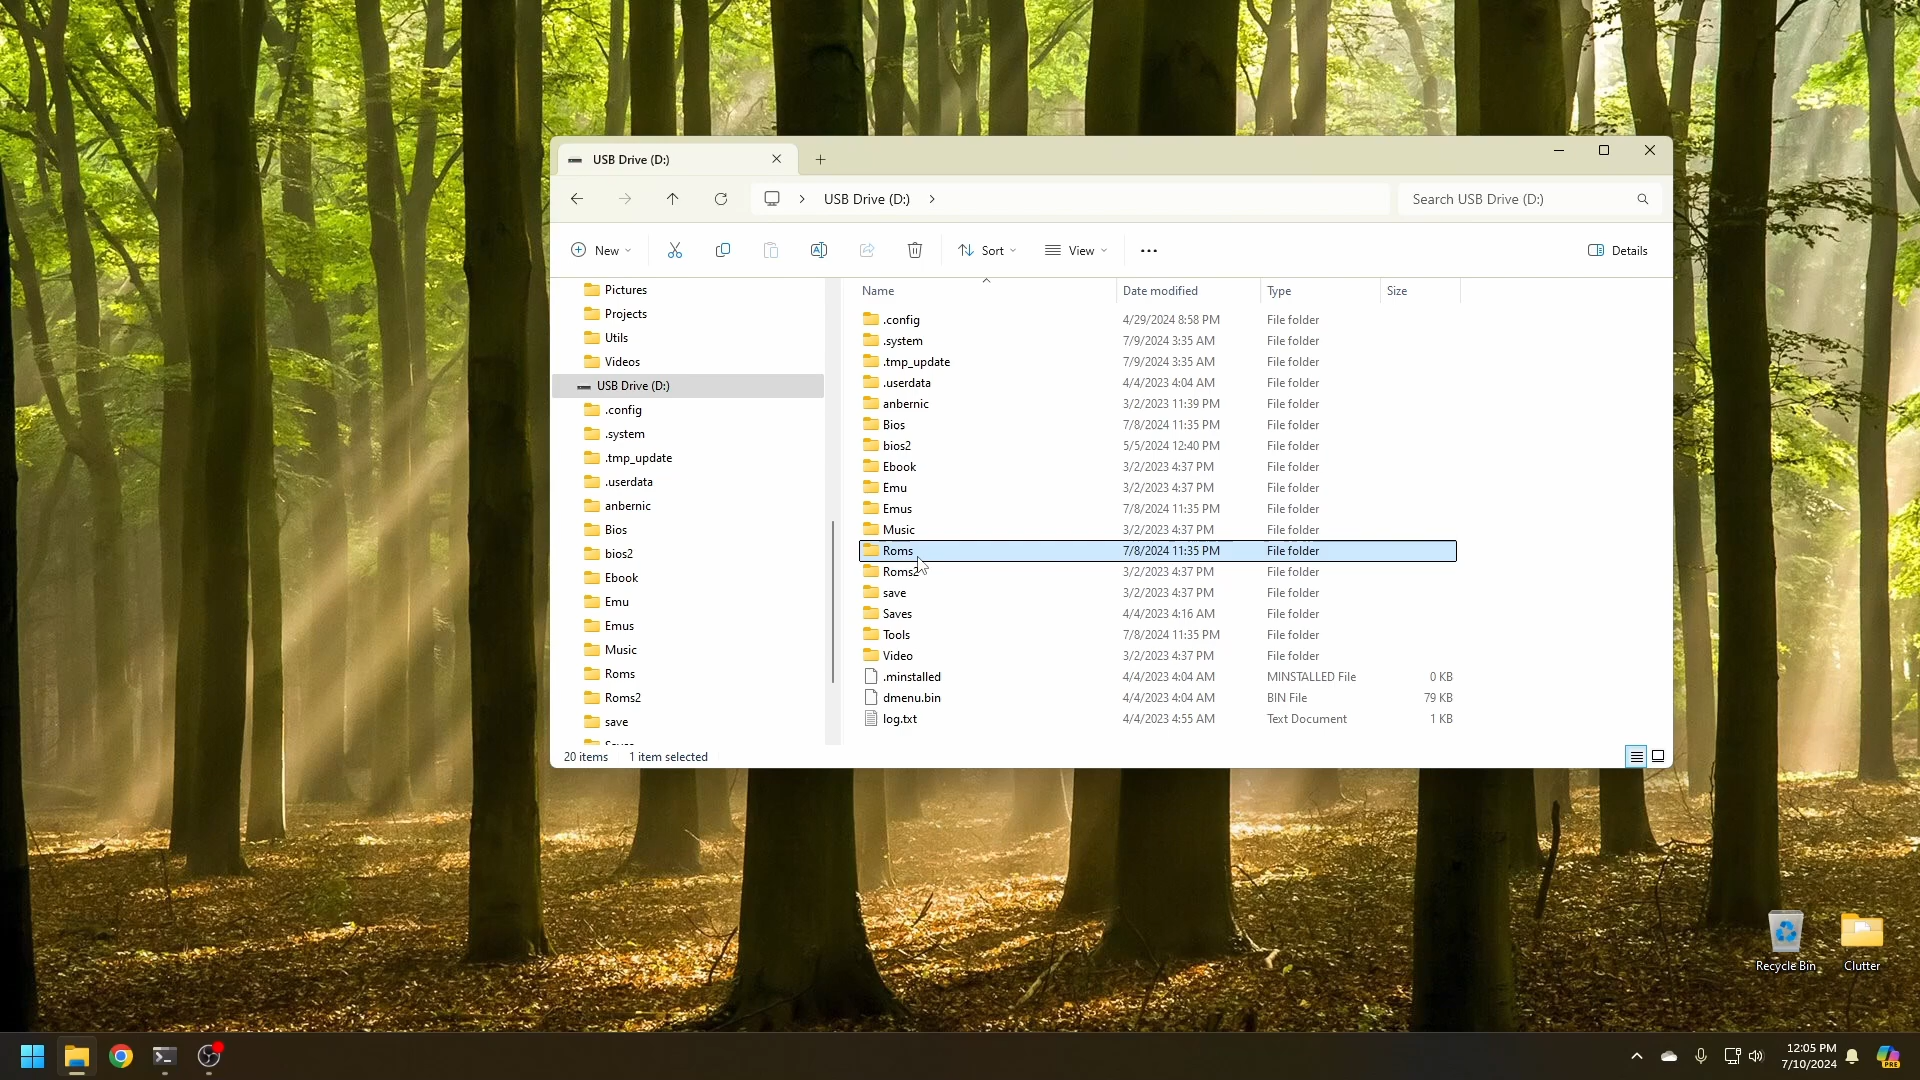 USB Drive (D:)
USB Drive (D:)
Search USB Drive (D:)
New
Sort
View
Details
Pictures
Projects
Utils
Videos
USB Drive (D:)
.config
.system
.tmp_update
.userdata
anbernic
Bios
bios2
Ebook
Emu
Emus
Music
Roms
Roms2
save
Saves
Name Date modified Type Size
.config 4/29/2024 8:58 PM File folder
.system 7/9/2024 3:35 AM File folder
.tmp_update 7/9/2024 3:35 AM File folder
.userdata 4/4/2023 4:04 AM File folder
anbernic 3/2/2023 11:39 PM File folder
Bios 7/8/2024 11:35 PM File folder
bios2 5/5/2024 12:40 PM File folder
Ebook 3/2/2023 4:37 PM File folder
Emu 3/2/2023 4:37 PM File folder
Emus 7/8/2024 11:35 PM File folder
Music 3/2/2023 4:37 PM File folder
Roms 7/8/2024 11:35 PM File folder
Roms2 3/2/2023 4:37 PM File folder
save 3/2/2023 4:37 PM File folder
Saves 4/4/2023 4:16 AM File folder
Tools 7/8/2024 11:35 PM File folder
Video 3/2/2023 4:37 PM File folder
.minstalled 4/4/2023 4:04 AM MINSTALLED File 0 KB
dmenu.bin 4/4/2023 4:04 AM BIN File 79 KB
log.txt 4/4/2023 4:55 AM Text Document 1 KB
20 items 1 item selected
Recycle Bin
Clutter
12:05 PM
7/10/2024
PRE